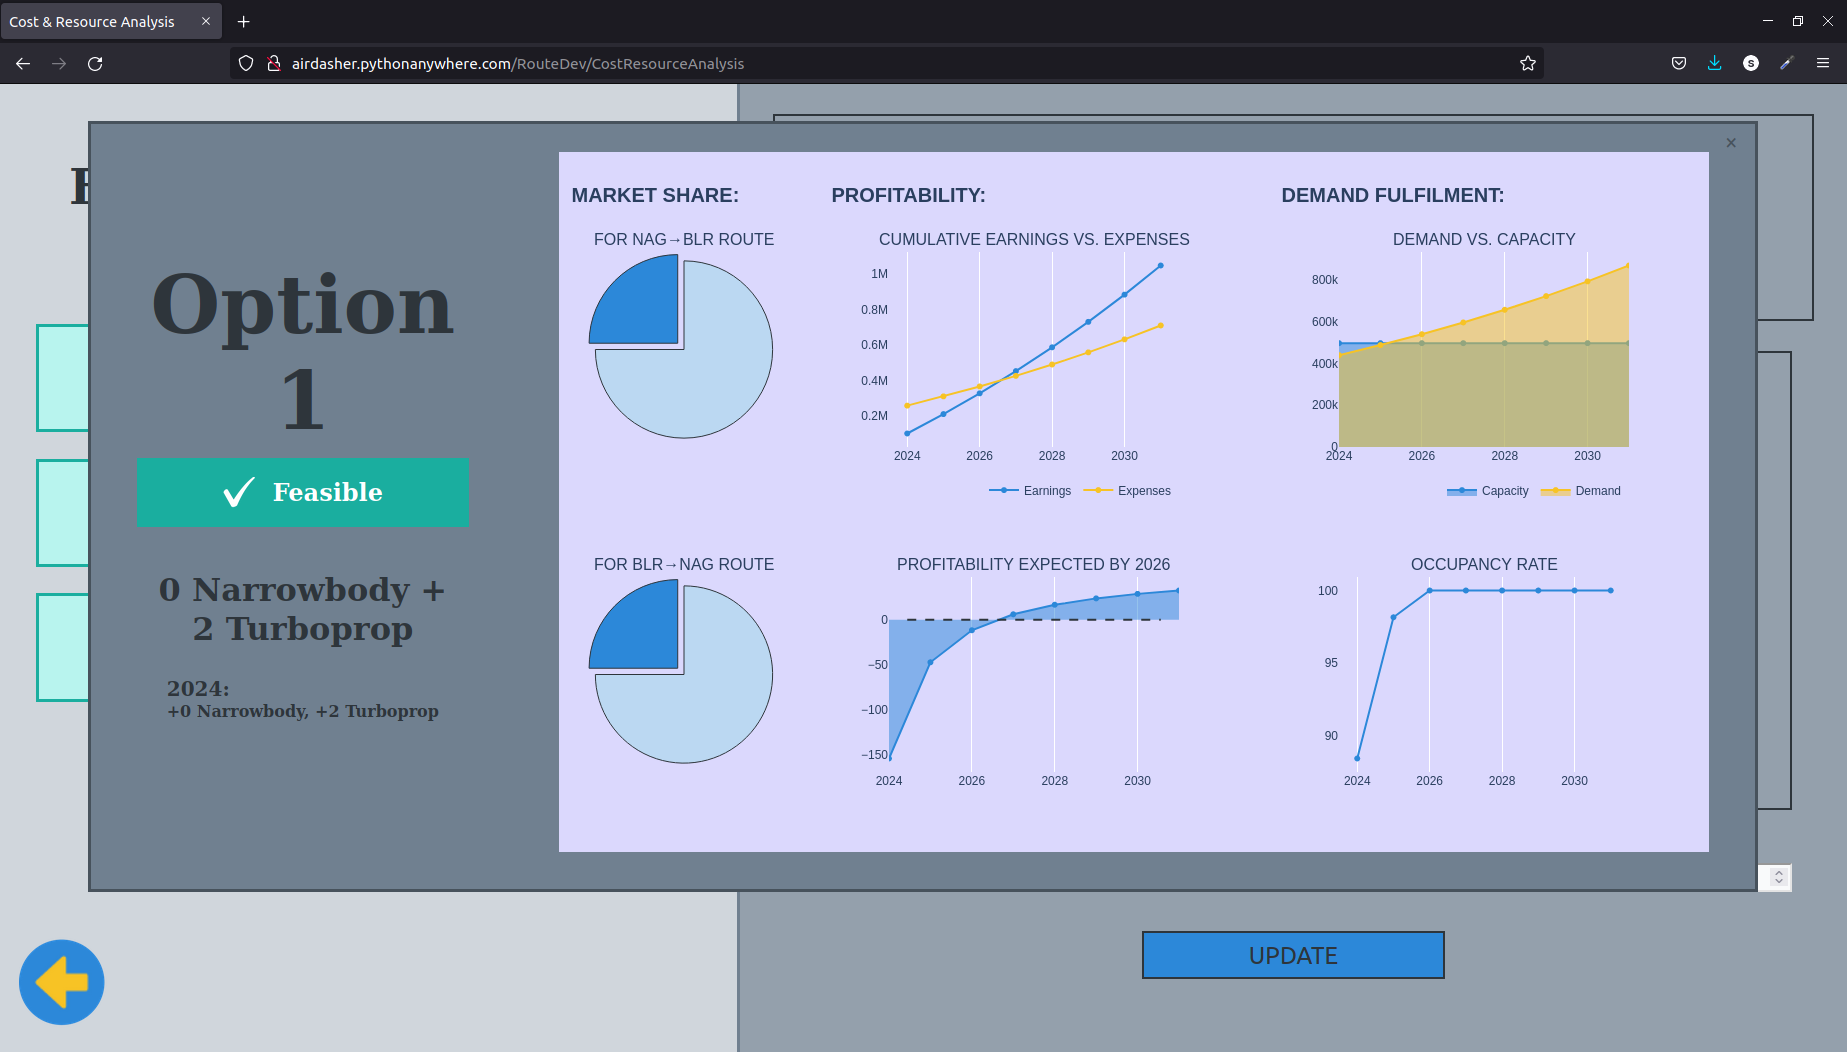 Cost & Resource Analysis
airdasher.pythonanywhere.com/RouteDev/CostResourceAnalysis
S
×
Option
1
Feasible
0 Narrowbody +
2 Turboprop
2024:
+0 Narrowbody, +2 Turboprop
MARKET SHARE:
PROFITABILITY:
DEMAND FULFILMENT:
FOR NAG→BLR ROUTE
CUMULATIVE EARNINGS VS. EXPENSES
1M
0.8M
0.6M
0.4M
0.2M
2024 2026 2028 2030
Earnings Expenses
DEMAND VS. CAPACITY
800k
600k
400k
200k
0
2024 2026 2028 2030
Capacity Demand
FOR BLR→NAG ROUTE
PROFITABILITY EXPECTED BY 2026
0
−50
−100
−150
2024 2026 2028 2030
OCCUPANCY RATE
100
95
90
2024 2026 2028 2030
UPDATE